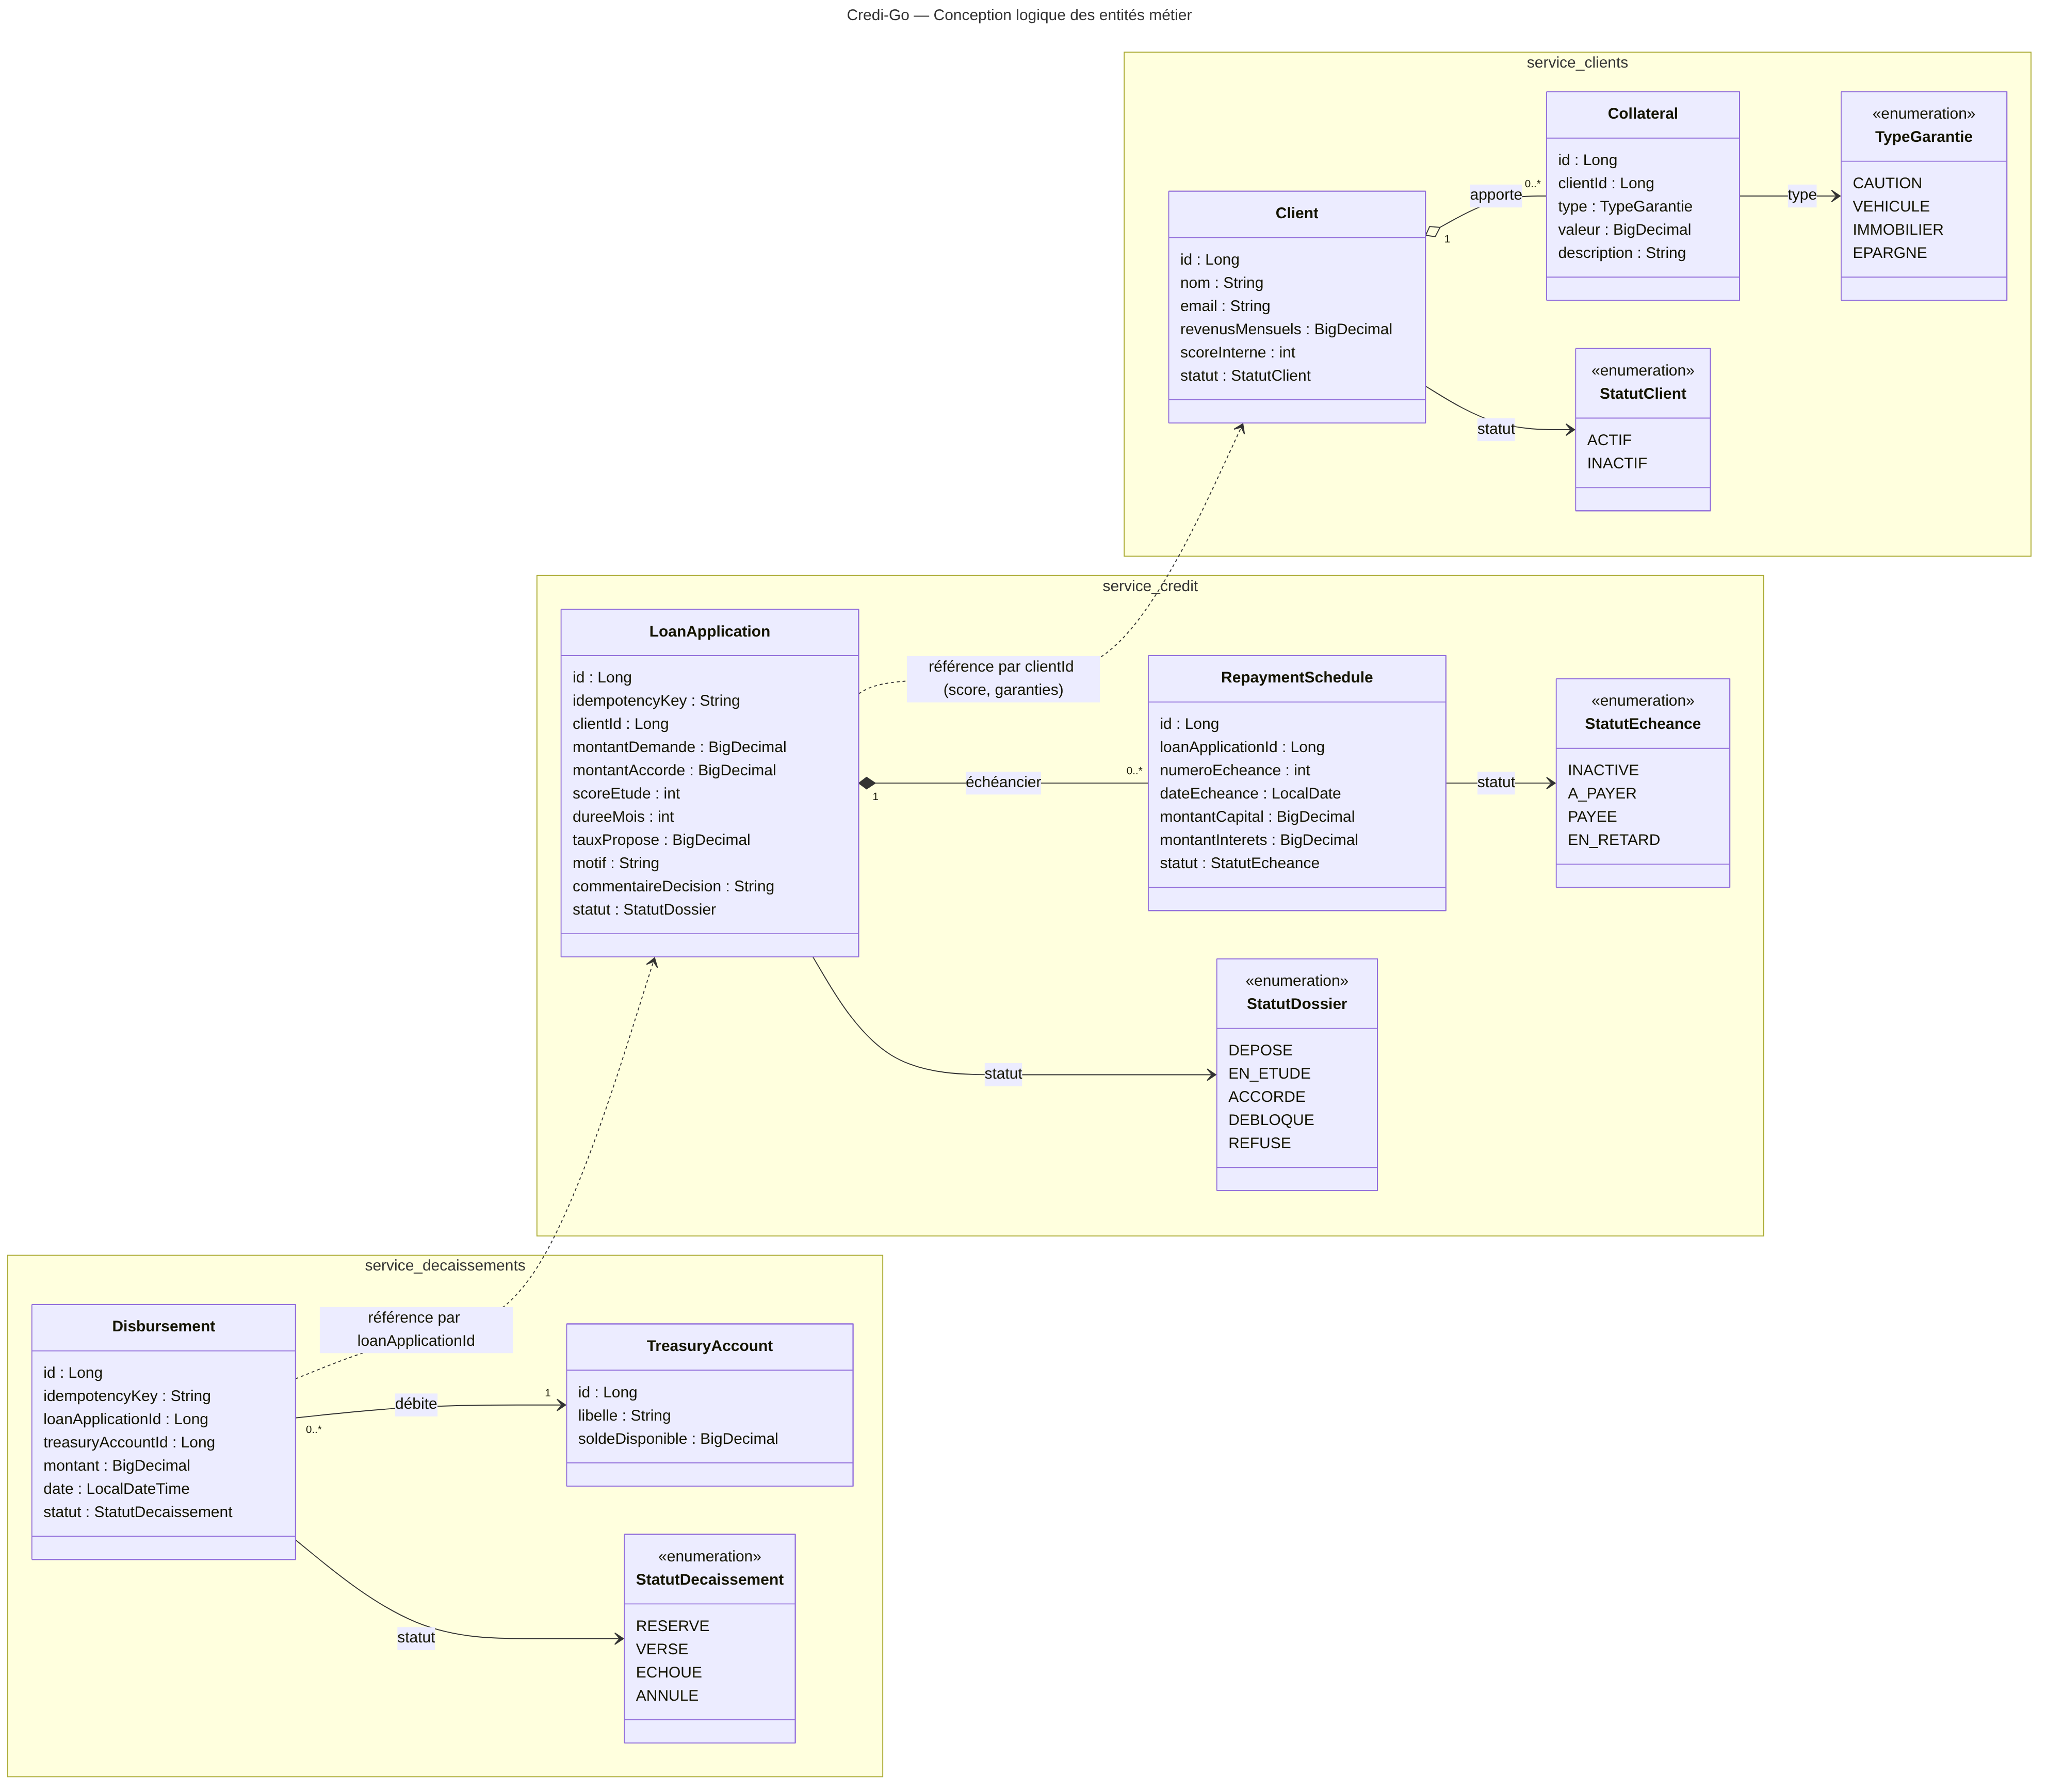 Credi-Go — Conception logique des entités métier
service_clients
Client
id : Long
nom : String
email : String
revenusMensuels : BigDecimal
scoreInterne : int
statut : StatutClient
apporte
1
0..*
Collateral
id : Long
clientId : Long
type : TypeGarantie
valeur : BigDecimal
description : String
type
«enumeration»
TypeGarantie
CAUTION
VEHICULE
IMMOBILIER
EPARGNE
statut
«enumeration»
StatutClient
ACTIF
INACTIF
service_credit
LoanApplication
id : Long
idempotencyKey : String
clientId : Long
montantDemande : BigDecimal
montantAccorde : BigDecimal
scoreEtude : int
dureeMois : int
tauxPropose : BigDecimal
motif : String
commentaireDecision : String
statut : StatutDossier
référence par clientId
(score, garanties)
1
échéancier
0..*
RepaymentSchedule
id : Long
loanApplicationId : Long
numeroEcheance : int
dateEcheance : LocalDate
montantCapital : BigDecimal
montantInterets : BigDecimal
statut : StatutEcheance
statut
«enumeration»
StatutEcheance
INACTIVE
A_PAYER
PAYEE
EN_RETARD
statut
«enumeration»
StatutDossier
DEPOSE
EN_ETUDE
ACCORDE
DEBLOQUE
REFUSE
service_decaissements
Disbursement
id : Long
idempotencyKey : String
loanApplicationId : Long
treasuryAccountId : Long
montant : BigDecimal
date : LocalDateTime
statut : StatutDecaissement
référence par
loanApplicationId
0..*
débite
1
TreasuryAccount
id : Long
libelle : String
soldeDisponible : BigDecimal
statut
«enumeration»
StatutDecaissement
RESERVE
VERSE
ECHOUE
ANNULE